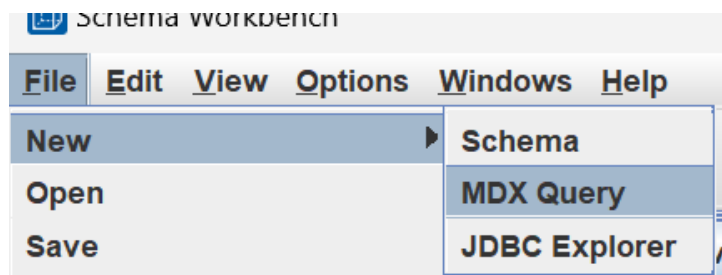 Schema Workbench
File Edit View Options Windows Help
New Schema
Open MDX Query
Save JDBC Explorer